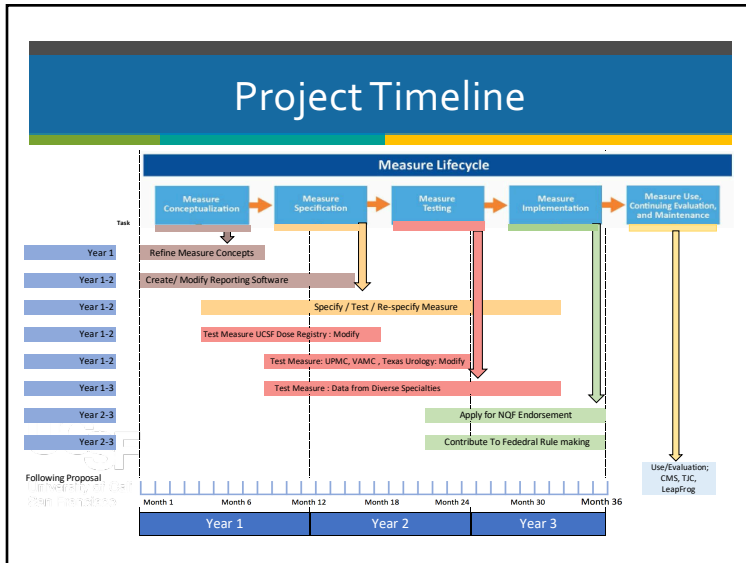 Project Timeline
Measure Lifecycle
Measure
Conceptualization
Measure
Specification
Measure
Testing
Measure
Implementation
Measure Use,
Continuing Evaluation,
and Maintenance
Task
Year 1
Refine Measure Concepts
Year 1-2
Create/ Modify Reporting Software
Year 1-2
Specify / Test / Re-specify Measure
Year 1-2
Test Measure UCSF Dose Registry : Modify
Year 1-2
Test Measure: UPMC, VAMC , Texas Urology: Modify
Year 1-3
Test Measure : Data from Diverse Specialties
Year 2-3
Apply for NQF Endorsement
Year 2-3
Contribute To Fededral Rule making
Following Proposal
Use/Evaluation;
CMS, TJC,
LeapFrog
San Francisco
Month 1
Month 6
Month 12
Month 18
Month 24
Month 30
Month 36
Year 1
Year 2
Year 3